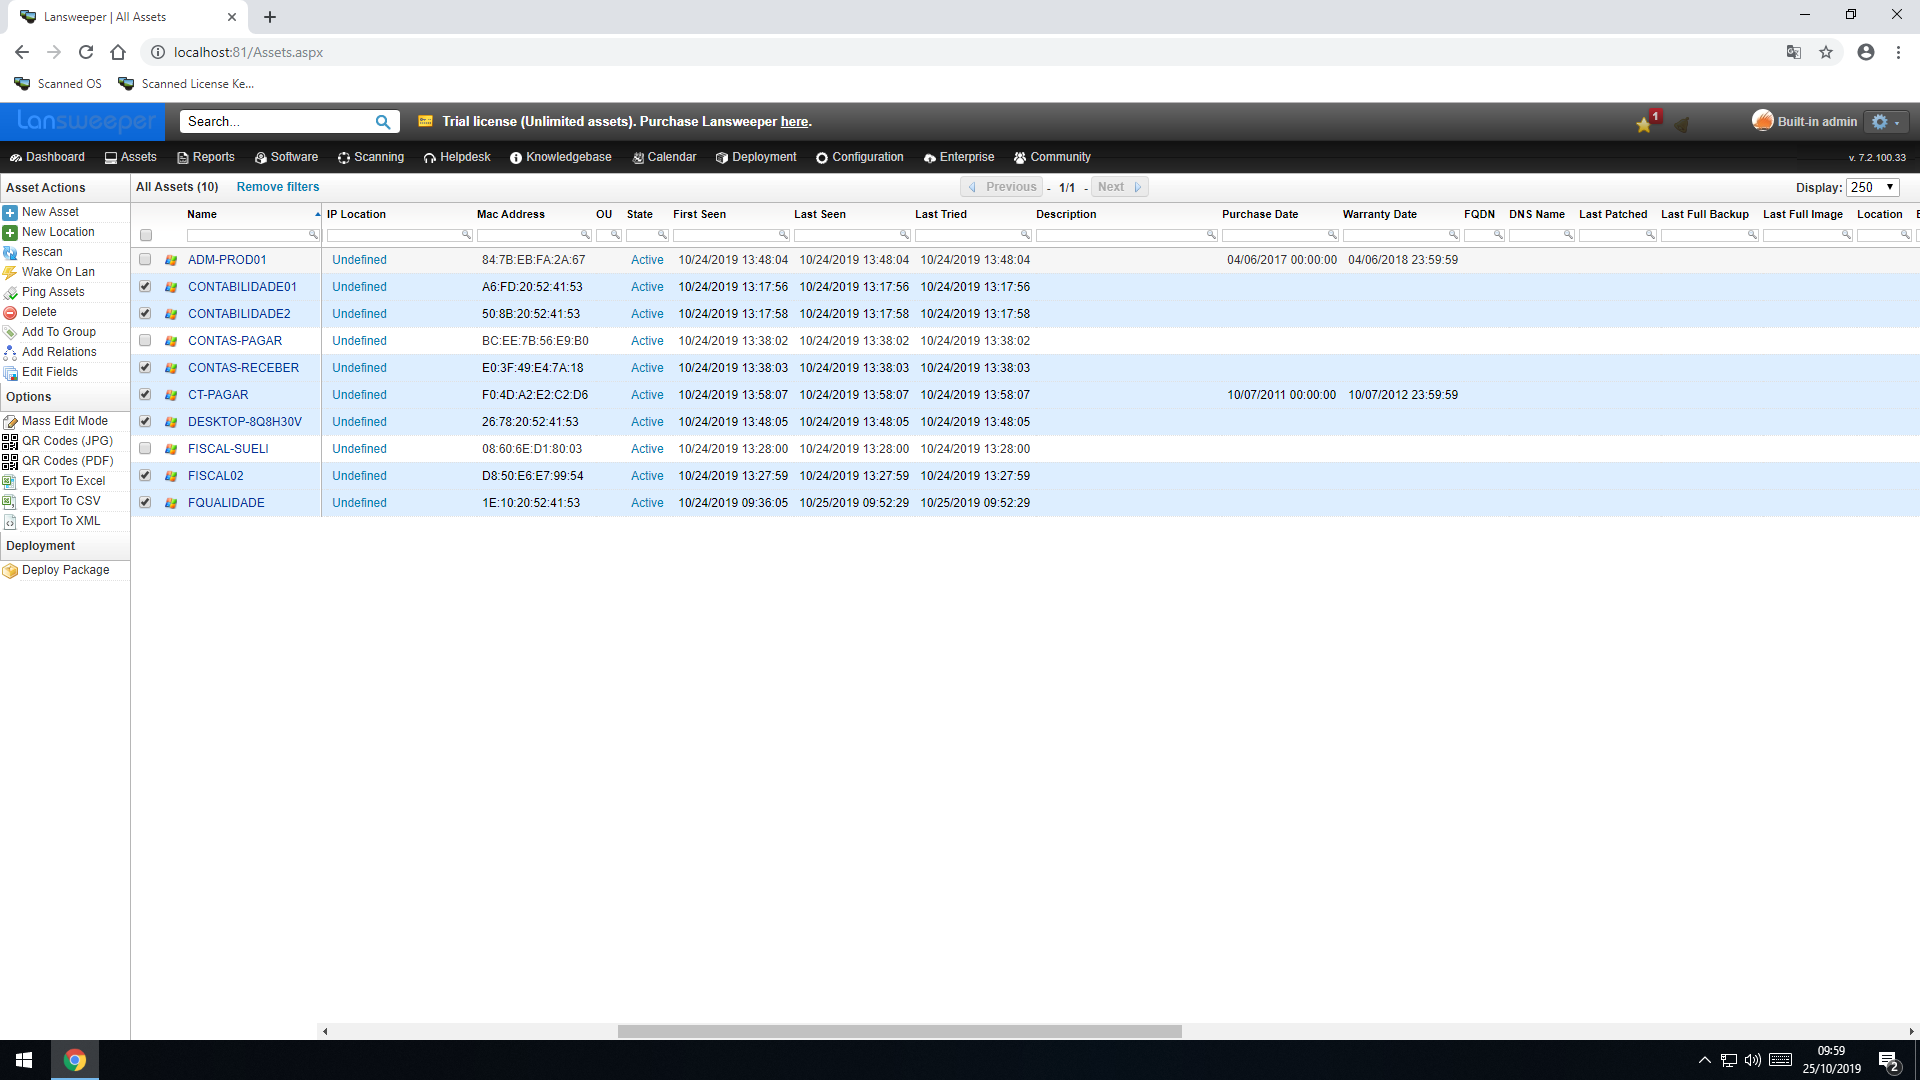 Lansweeper | All Assets
localhost:81/Assets.aspx
Scanned OS Scanned License Ke...
Lansweeper Search... Trial license (Unlimited assets). Purchase Lansweeper here. 1 Built-in admin
Dashboard Assets Reports Software Scanning Helpdesk Knowledgebase Calendar Deployment Configuration Enterprise Community v. 7.2.100.33
Asset Actions All Assets (10) Remove filters Previous - 1/1 - Next Display: 250
New Asset
New Location
Rescan
Wake On Lan
Ping Assets
Delete
Add To Group
Add Relations
Edit Fields
Options
Mass Edit Mode
QR Codes (JPG)
QR Codes (PDF)
Export To Excel
Export To CSV
Export To XML
Deployment
Deploy Package
Name IP Location Mac Address OU State First Seen Last Seen Last Tried Description Purchase Date Warranty Date FQDN DNS Name Last Patched Last Full Backup Last Full Image Location
ADM-PROD01 Undefined 84:7B:EB:FA:2A:67 Active 10/24/2019 13:48:04 10/24/2019 13:48:04 10/24/2019 13:48:04 04/06/2017 00:00:00 04/06/2018 23:59:59
CONTABILIDADE01 Undefined A6:FD:20:52:41:53 Active 10/24/2019 13:17:56 10/24/2019 13:17:56 10/24/2019 13:17:56
CONTABILIDADE2 Undefined 50:8B:20:52:41:53 Active 10/24/2019 13:17:58 10/24/2019 13:17:58 10/24/2019 13:17:58
CONTAS-PAGAR Undefined BC:EE:7B:56:E9:B0 Active 10/24/2019 13:38:02 10/24/2019 13:38:02 10/24/2019 13:38:02
CONTAS-RECEBER Undefined E0:3F:49:E4:7A:18 Active 10/24/2019 13:38:03 10/24/2019 13:38:03 10/24/2019 13:38:03
CT-PAGAR Undefined F0:4D:A2:E2:C2:D6 Active 10/24/2019 13:58:07 10/24/2019 13:58:07 10/24/2019 13:58:07 10/07/2011 00:00:00 10/07/2012 23:59:59
DESKTOP-8Q8H30V Undefined 26:78:20:52:41:53 Active 10/24/2019 13:48:05 10/24/2019 13:48:05 10/24/2019 13:48:05
FISCAL-SUELI Undefined 08:60:6E:D1:80:03 Active 10/24/2019 13:28:00 10/24/2019 13:28:00 10/24/2019 13:28:00
FISCAL02 Undefined D8:50:E6:E7:99:54 Active 10/24/2019 13:27:59 10/24/2019 13:27:59 10/24/2019 13:27:59
FQUALIDADE Undefined 1E:10:20:52:41:53 Active 10/24/2019 09:36:05 10/25/2019 09:52:29 10/25/2019 09:52:29
09:59
25/10/2019
2